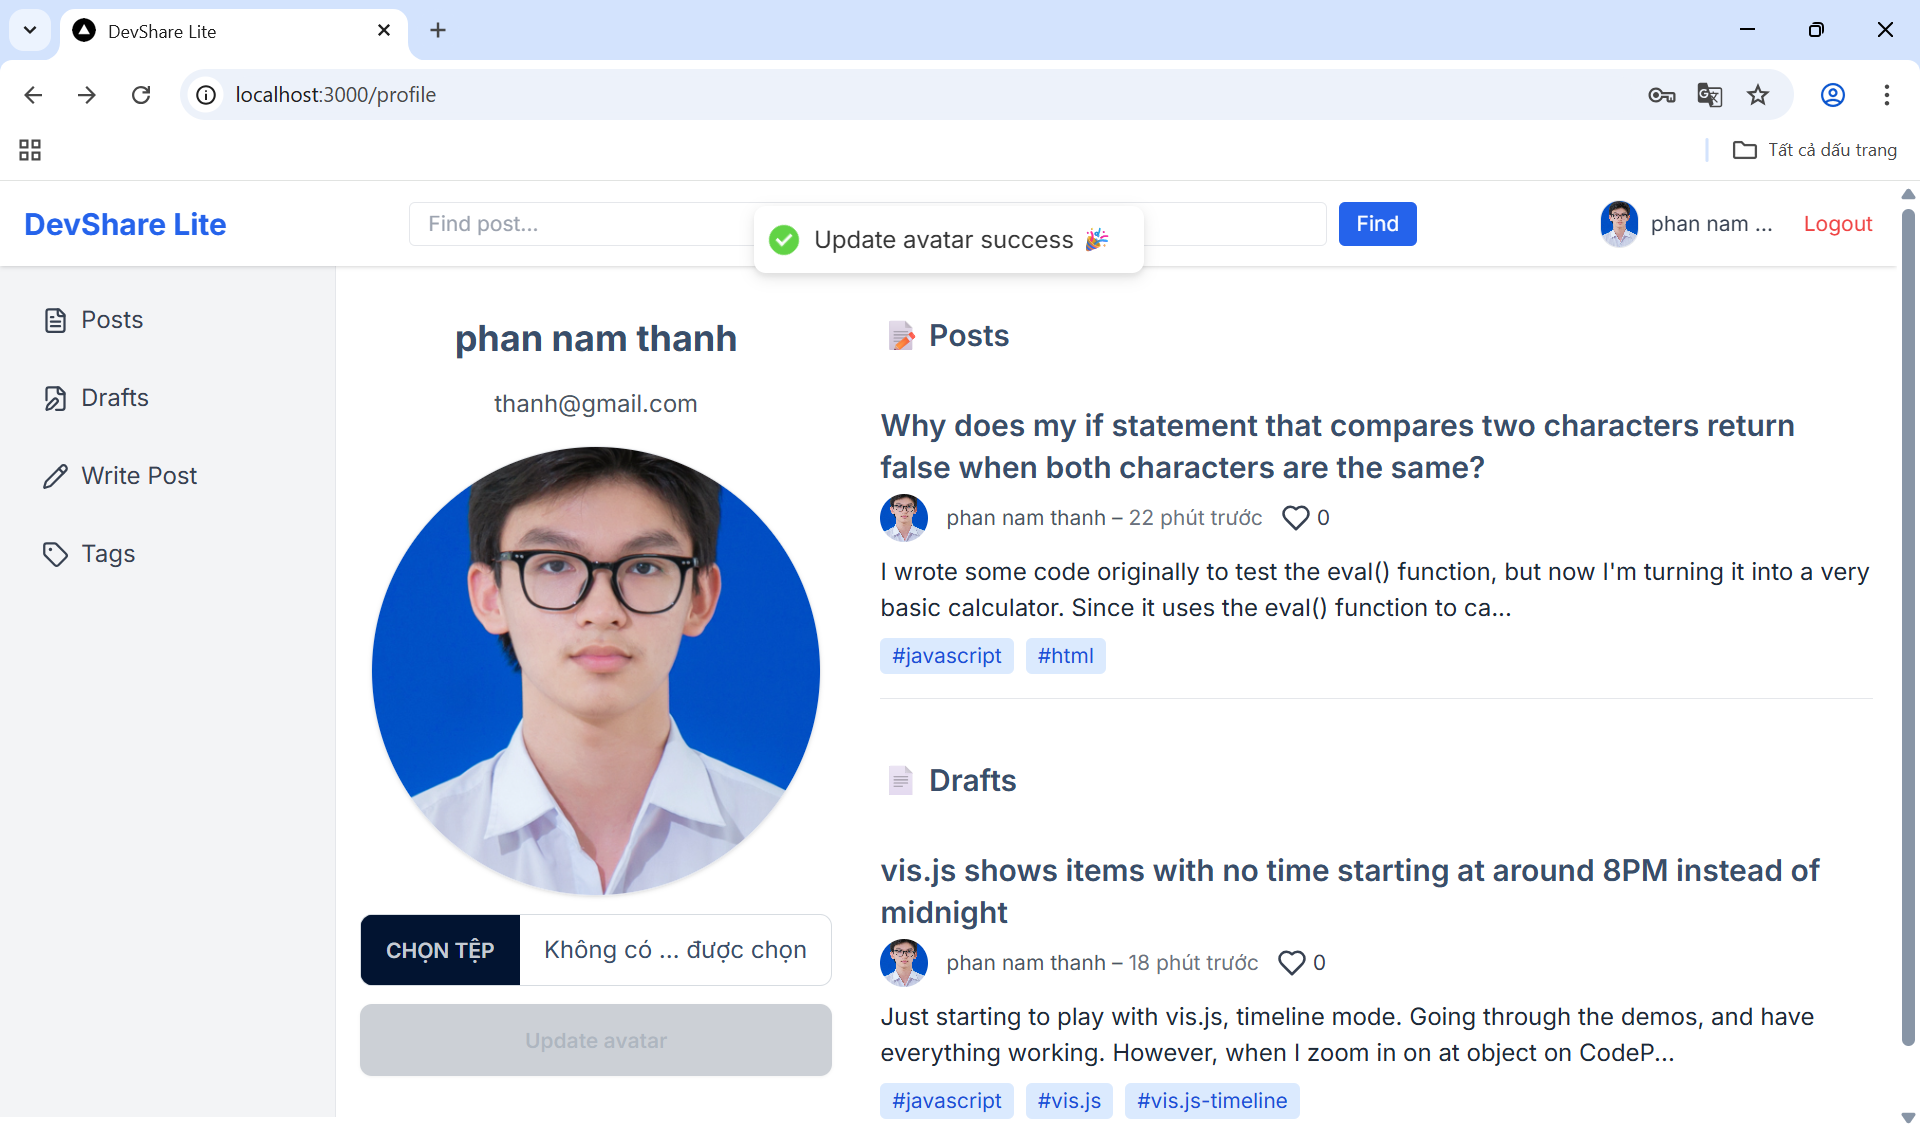 DevShare Lite
localhost:3000/profile
Tất cả dấu trang
DevShare Lite
Find post...
Update avatar success 🎉
Find
phan nam ...
Logout
Posts
Drafts
Write Post
Tags
phan nam thanh
thanh@gmail.com
CHỌN TỆP
Không có ... được chọn
Update avatar
Posts
Why does my if statement that compares two characters return
false when both characters are the same?
phan nam thanh – 22 phút trước
0
I wrote some code originally to test the eval() function, but now I'm turning it into a very
basic calculator. Since it uses the eval() function to ca...
#javascript #html
Drafts
vis.js shows items with no time starting at around 8PM instead of
midnight
phan nam thanh – 18 phút trước
0
Just starting to play with vis.js, timeline mode. Going through the demos, and have
everything working. However, when I zoom in on at object on CodeP...
#javascript #vis.js #vis.js-timeline